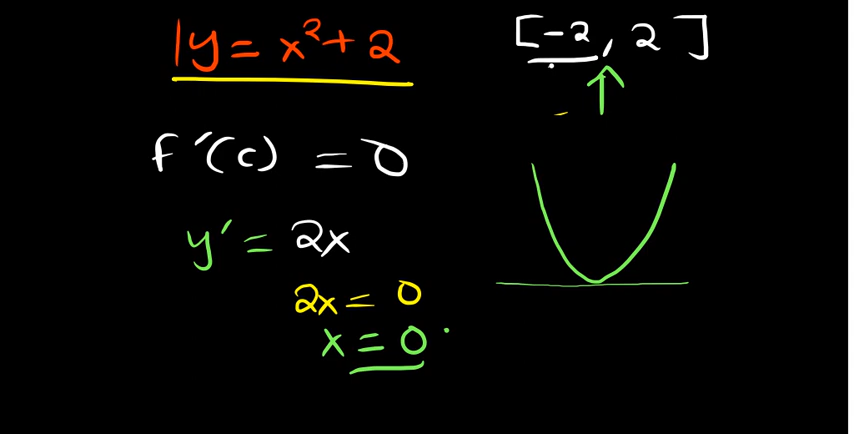 y = x² + 2
[-2, 2]
f'(c) = 0
y' = 2x
2x = 0
x = 0